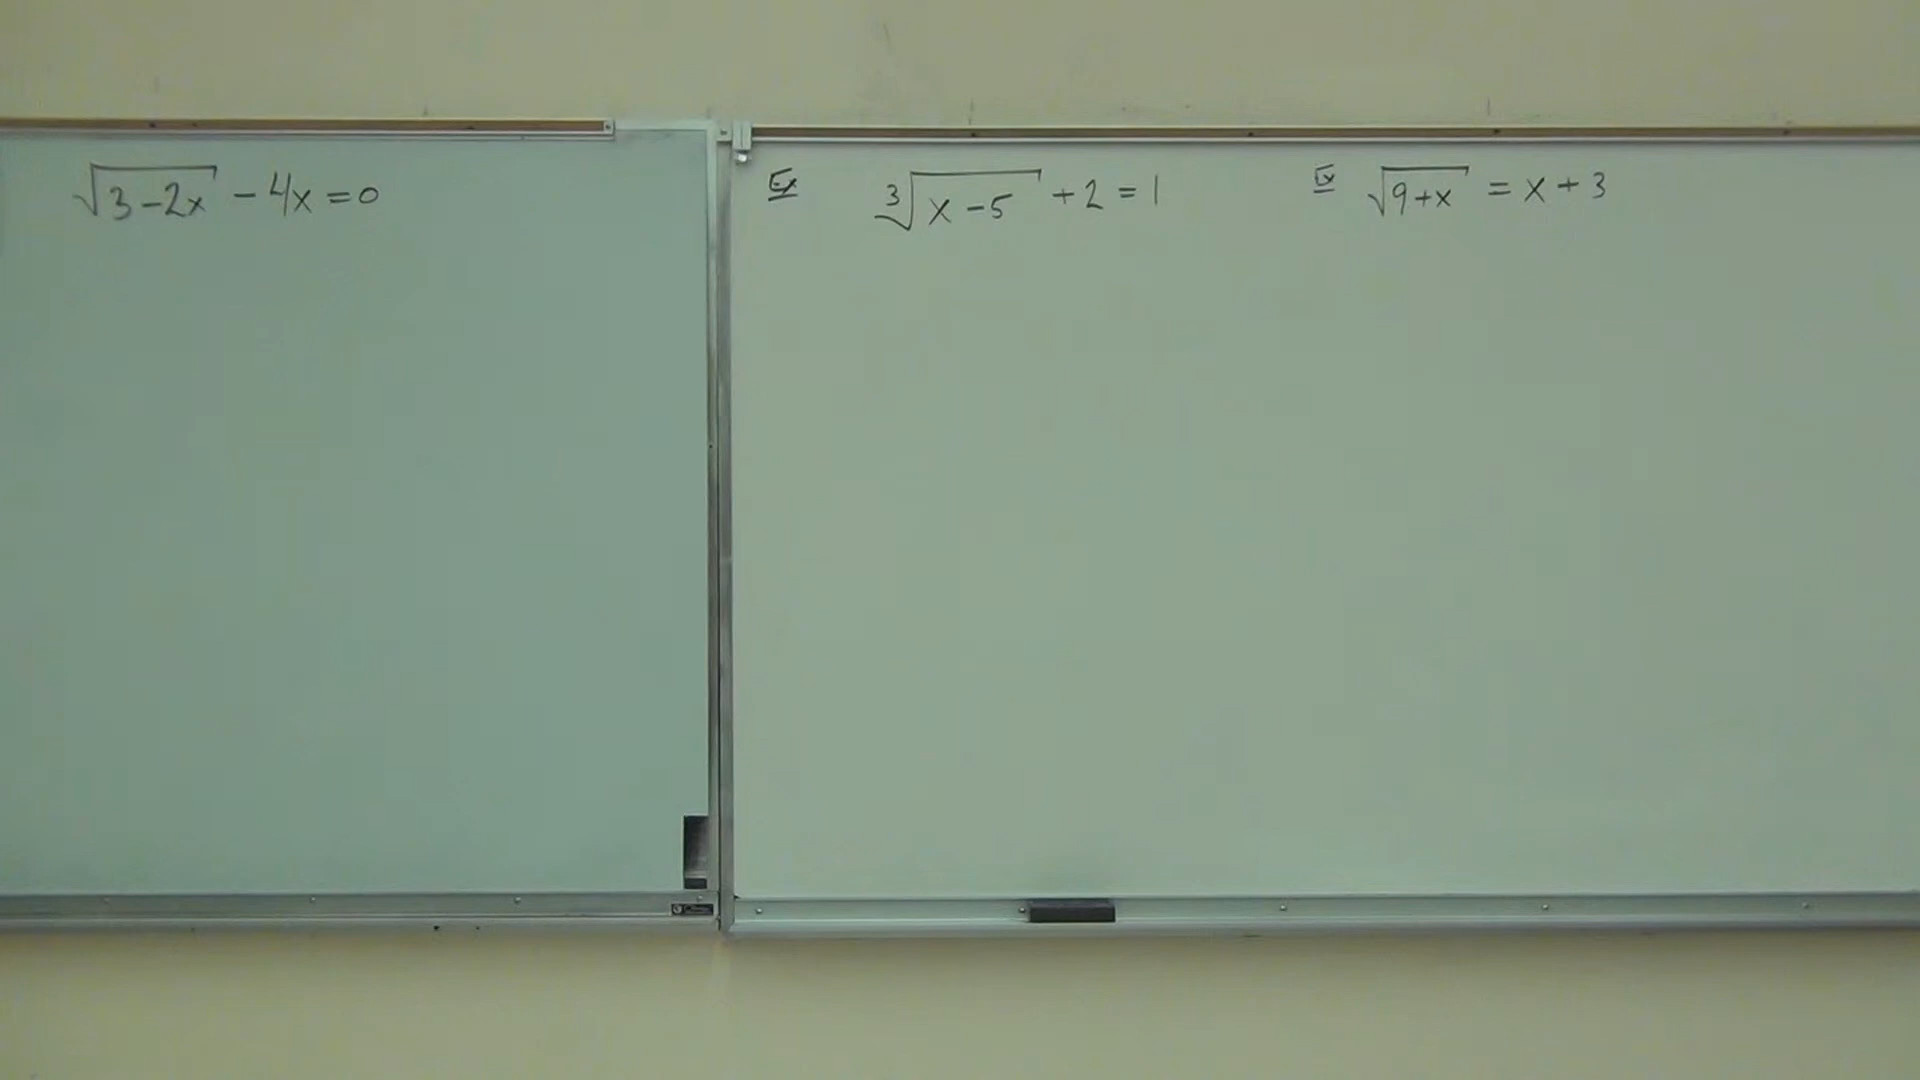 √(3-2x) - 4x = 0
Ex ³√(x-5) + 2 = 1
Ex √(9+x) = x + 3